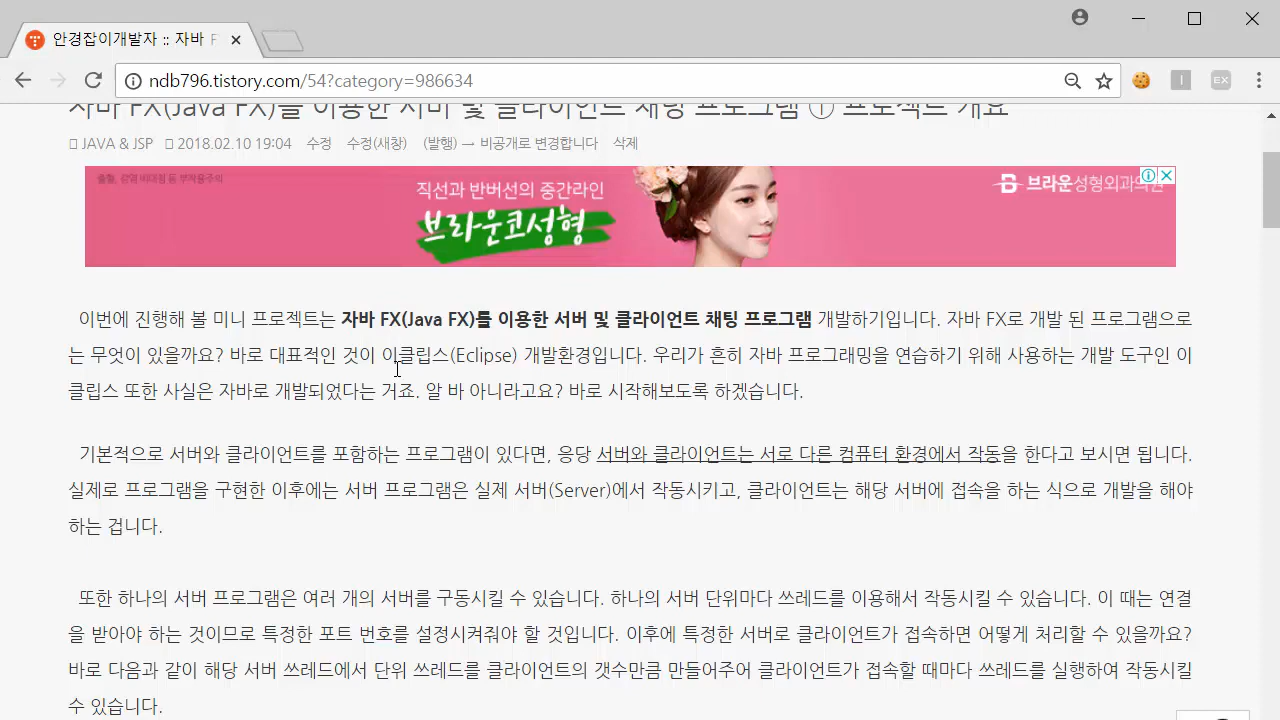 안경잡이개발자 :: 자바 F
ndb796.tistory.com/54?category=986634
EX
자바 FX(Java FX)를 이용한 서버 및 클라이언트 채팅 프로그램 ① 프로젝트 개요
JAVA & JSP 2018.02.10 19:04 수정 수정(새창) (발행) → 비공개로 변경합니다 삭제
출혈, 감염 비대칭 등 부작용주의
직선과 반버선의 중간라인
브라운코성형
B 브라운성형외과의원
이번에 진행해 볼 미니 프로젝트는 자바 FX(Java FX)를 이용한 서버 및 클라이언트 채팅 프로그램 개발하기입니다. 자바 FX로 개발 된 프로그램으로
는 무엇이 있을까요? 바로 대표적인 것이 이클립스(Eclipse) 개발환경입니다. 우리가 흔히 자바 프로그래밍을 연습하기 위해 사용하는 개발 도구인 이
클립스 또한 사실은 자바로 개발되었다는 거죠. 알 바 아니라고요? 바로 시작해보도록 하겠습니다.
기본적으로 서버와 클라이언트를 포함하는 프로그램이 있다면, 응당 서버와 클라이언트는 서로 다른 컴퓨터 환경에서 작동을 한다고 보시면 됩니다.
실제로 프로그램을 구현한 이후에는 서버 프로그램은 실제 서버(Server)에서 작동시키고, 클라이언트는 해당 서버에 접속을 하는 식으로 개발을 해야
하는 겁니다.
또한 하나의 서버 프로그램은 여러 개의 서버를 구동시킬 수 있습니다. 하나의 서버 단위마다 쓰레드를 이용해서 작동시킬 수 있습니다. 이 때는 연결
을 받아야 하는 것이므로 특정한 포트 번호를 설정시켜줘야 할 것입니다. 이후에 특정한 서버로 클라이언트가 접속하면 어떻게 처리할 수 있을까요?
바로 다음과 같이 해당 서버 쓰레드에서 단위 쓰레드를 클라이언트의 갯수만큼 만들어주어 클라이언트가 접속할 때마다 쓰레드를 실행하여 작동시킬
수 있습니다.